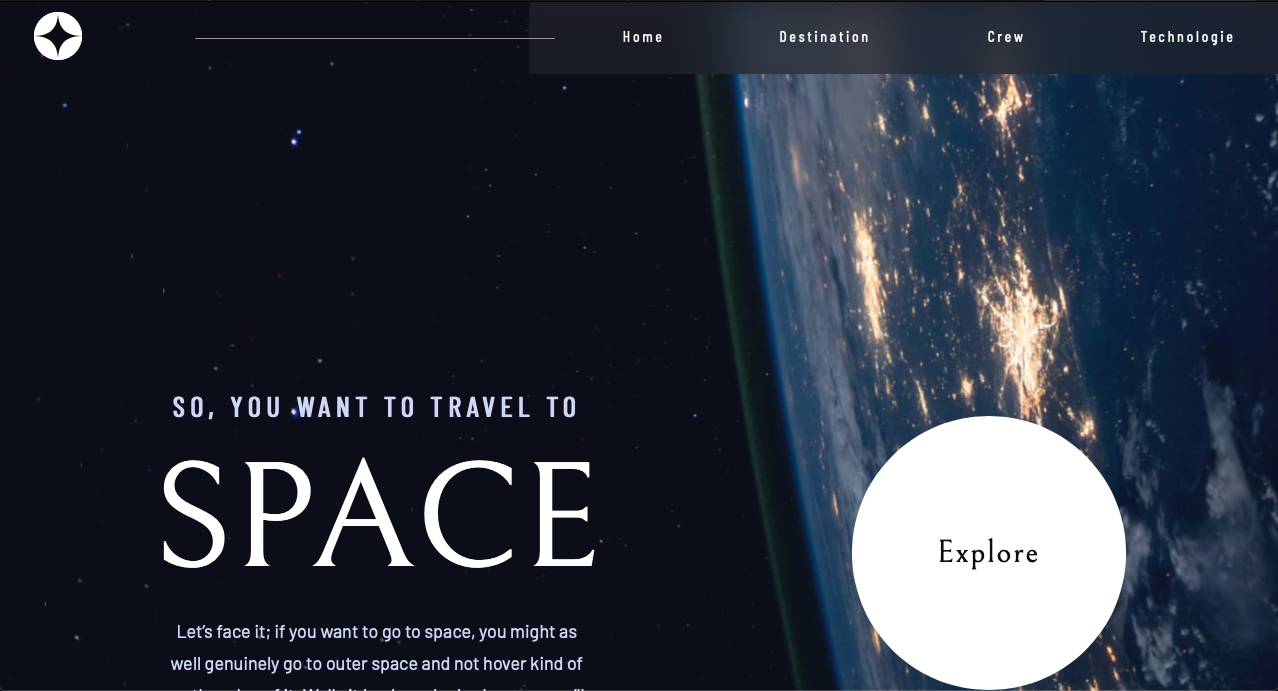 Home
Destination
Crew
Technologie
SO, YOU WANT TO TRAVEL TO
SPACE
Explore
Let's face it; if you want to go to space, you might as
well genuinely go to outer space and not hover kind of